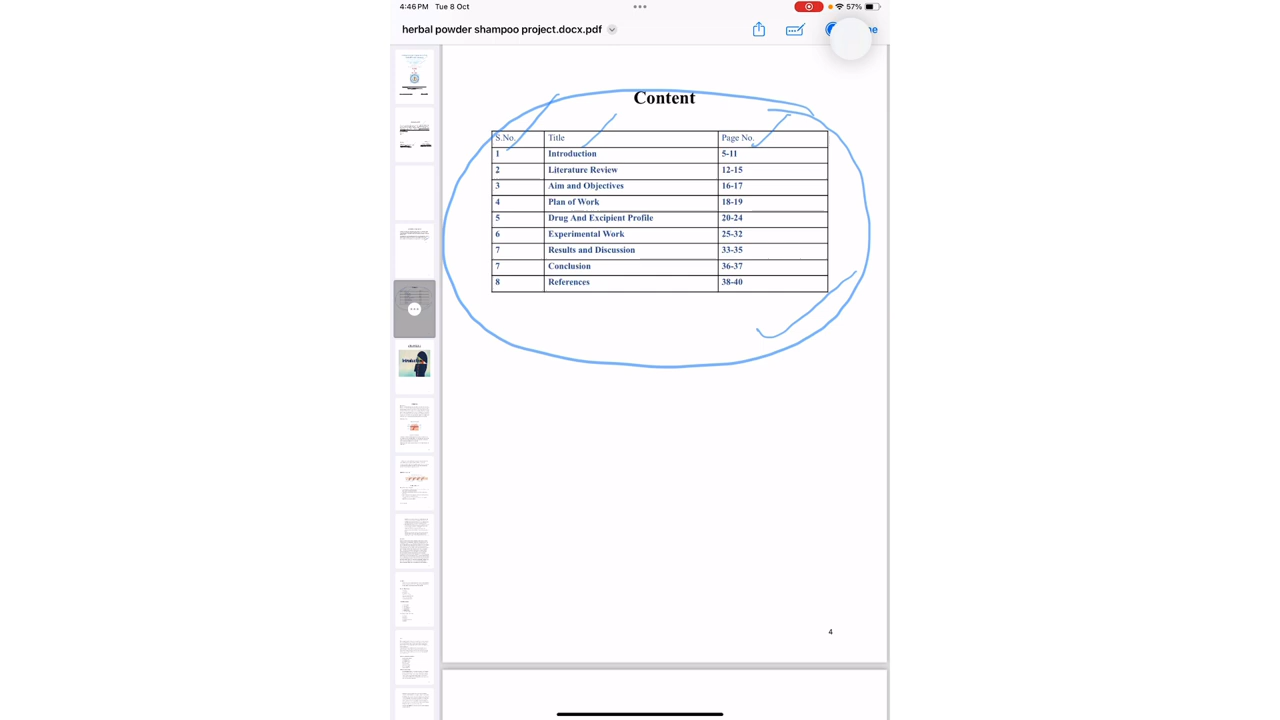 4:46 PM Tue 8 Oct
57%
herbal powder shampoo project.docx.pdf
Content
S.No. Title Page No.
1 Introduction 5-11
2 Literature Review 12-15
3 Aim and Objectives 16-17
4 Plan of Work 18-19
5 Drug And Excipient Profile 20-24
6 Experimental Work 25-32
7 Results and Discussion 33-35
7 Conclusion 36-37
8 References 38-40
4